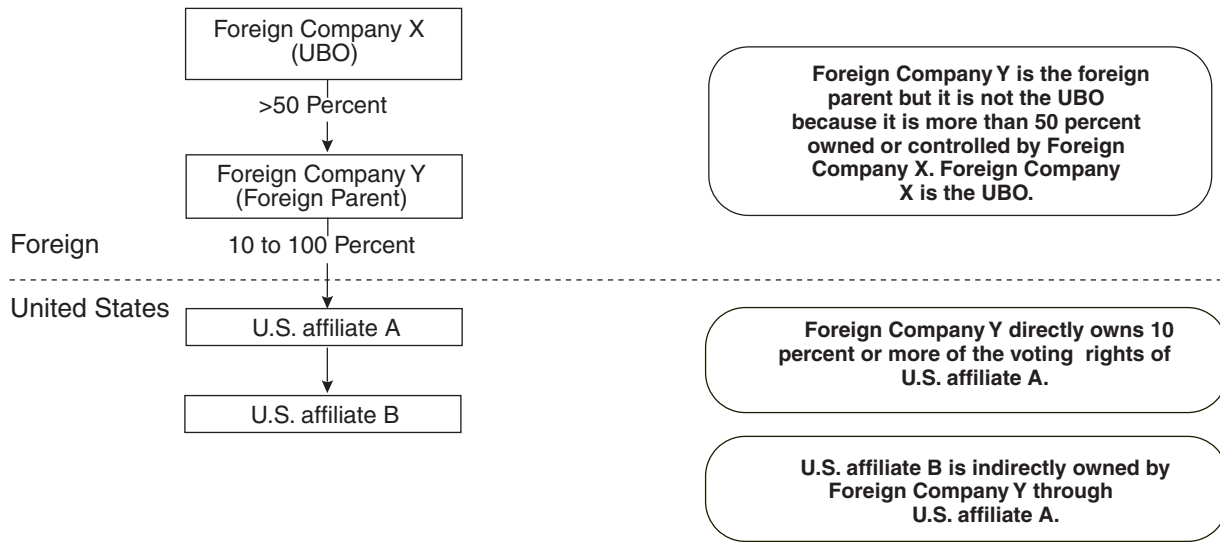 Foreign Company X
(UBO)
>50 Percent
Foreign Company Y
(Foreign Parent)
Foreign
10 to 100 Percent
United States
U.S. affiliate A
U.S. affiliate B
Foreign Company Y is the foreign
parent but it is not the UBO
because it is more than 50 percent
owned or controlled by Foreign
Company X. Foreign Company
X is the UBO.
Foreign Company Y directly owns 10
percent or more of the voting rights of
U.S. affiliate A.
U.S. affiliate B is indirectly owned by
Foreign Company Y through
U.S. affiliate A.